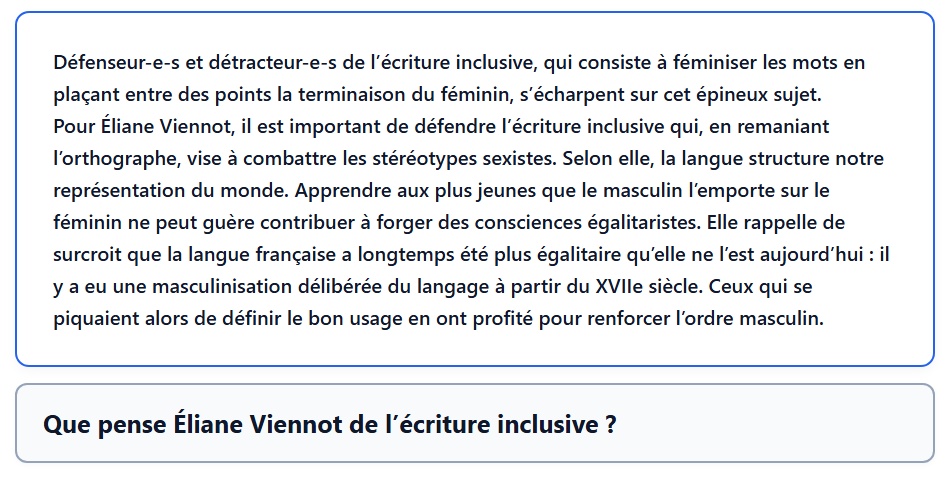 Défenseur-e-s et détracteur-e-s de l’écriture inclusive, qui consiste à féminiser les mots en
plaçant entre des points la terminaison du féminin, s’écharpent sur cet épineux sujet.
Pour Éliane Viennot, il est important de défendre l’écriture inclusive qui, en remaniant
l’orthographe, vise à combattre les stéréotypes sexistes. Selon elle, la langue structure notre
représentation du monde. Apprendre aux plus jeunes que le masculin l’emporte sur le
féminin ne peut guère contribuer à forger des consciences égalitaristes. Elle rappelle de
surcroit que la langue française a longtemps été plus égalitaire qu’elle ne l’est aujourd’hui : il
y a eu une masculinisation délibérée du langage à partir du XVIIe siècle. Ceux qui se
piquaient alors de définir le bon usage en ont profité pour renforcer l’ordre masculin.
Que pense Éliane Viennot de l’écriture inclusive ?